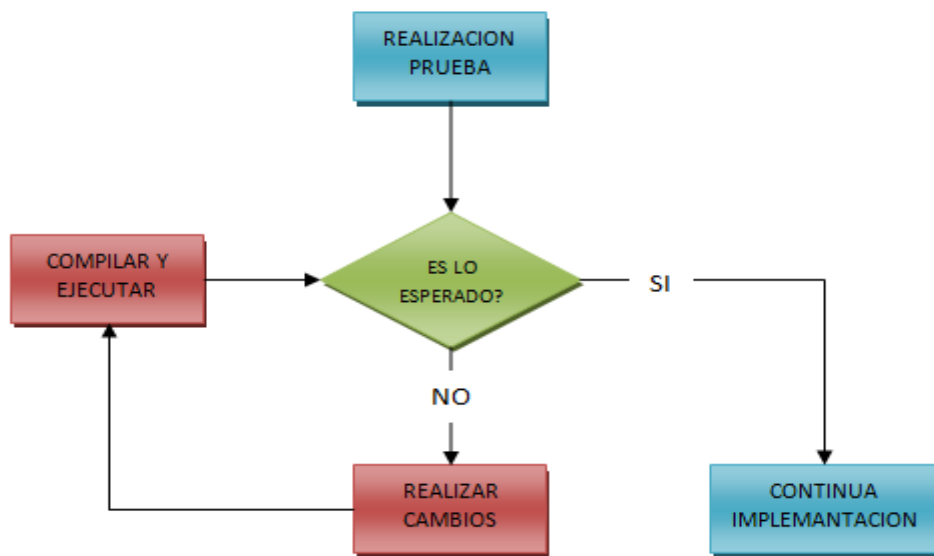 REALIZACION
PRUEBA
COMPILAR Y
EJECUTAR
ES LO
ESPERADO?
SI
NO
REALIZAR
CAMBIOS
CONTINUA
IMPLEMANTACION